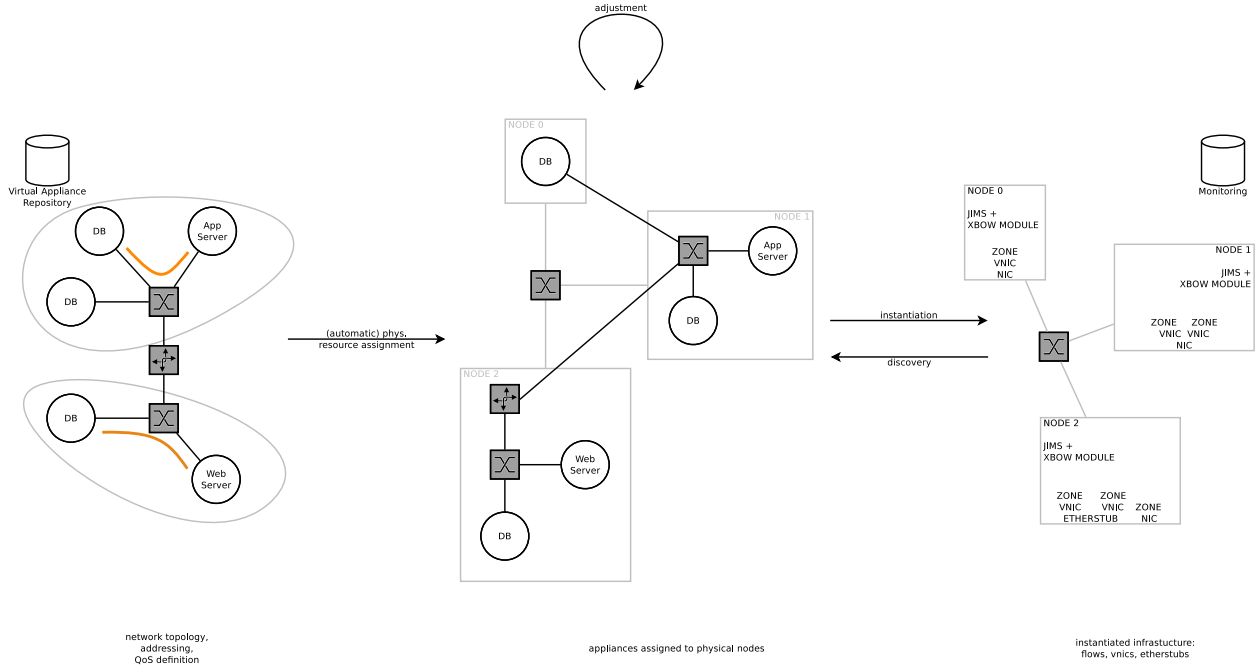 adjustment
Virtual Appliance
Repository
DB
App
Server
DB
DB
Web
Server
(automatic) phys,
resource assignment
NODE 0
DB
NODE 1
App
Server
DB
NODE 2
Web
Server
DB
instantiation
discovery
Monitoring
NODE 0
JIMS +
XBOW MODULE
ZONE
VNIC
NIC
NODE 1
JIMS +
XBOW MODULE
ZONE ZONE
VNIC VNIC
NIC
NODE 2
JIMS +
XBOW MODULE
ZONE ZONE
VNIC VNIC ZONE
ETHERSTUB NIC
network topology,
addressing,
QoS definition
appliances assigned to physical nodes
instantiated infrastucture:
flows, vnics, etherstubs